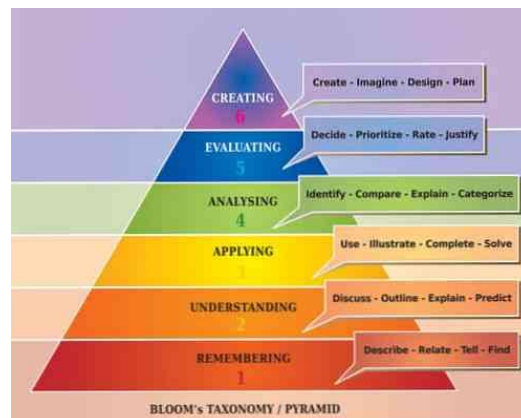 Create - Imagine - Design - Plan
CREATING
6
Decide - Prioritize - Rate - Justify
EVALUATING
5
Identify - Compare - Explain - Categorize
ANALYSING
4
Use - Illustrate - Complete - Solve
APPLYING
3
Discuss - Outline - Explain - Predict
UNDERSTANDING
2
Describe - Relate - Tell - Find
REMEMBERING
1
BLOOM's TAXONOMY / PYRAMID